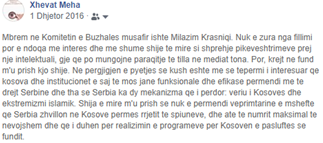 Xhevat Meha
1 Dhjetor 2016 ·
Mbrem ne Komitetin e Buzhales musafir ishte Milazim Krasniqi. Nuk e zura nga fillimi
por e ndoqa me interes dhe me shume shije te mire si shprehje pikeveshtrimeve prej
nje intelektuali, gje qe po mungojne paraqitje te tilla ne mediat tona. Por, krejt ne fund
m'u prish kjo shije. Ne pergjigjen e pyetjes se kush eshte me se tepermi i interesuar qe
kosova dhe institucionet e saj te mos jane funksionale dhe efikase permendi me te
drejt Serbine dhe tha se Serbia ka dy mekanizma qe i perdor: veriu i Kosoves dhe
ekstremizmi islamik. Shija e mire m'u prish se nuk e permendi veprimtarine e mshefte
qe Serbia zhvillon ne Kosove permes rrjetit te spiuneve, dhe ate te numrit maksimal te
nevojshem dhe qe i duhen per realizimin e programeve per Kosoven e pasluftes se
fundit.